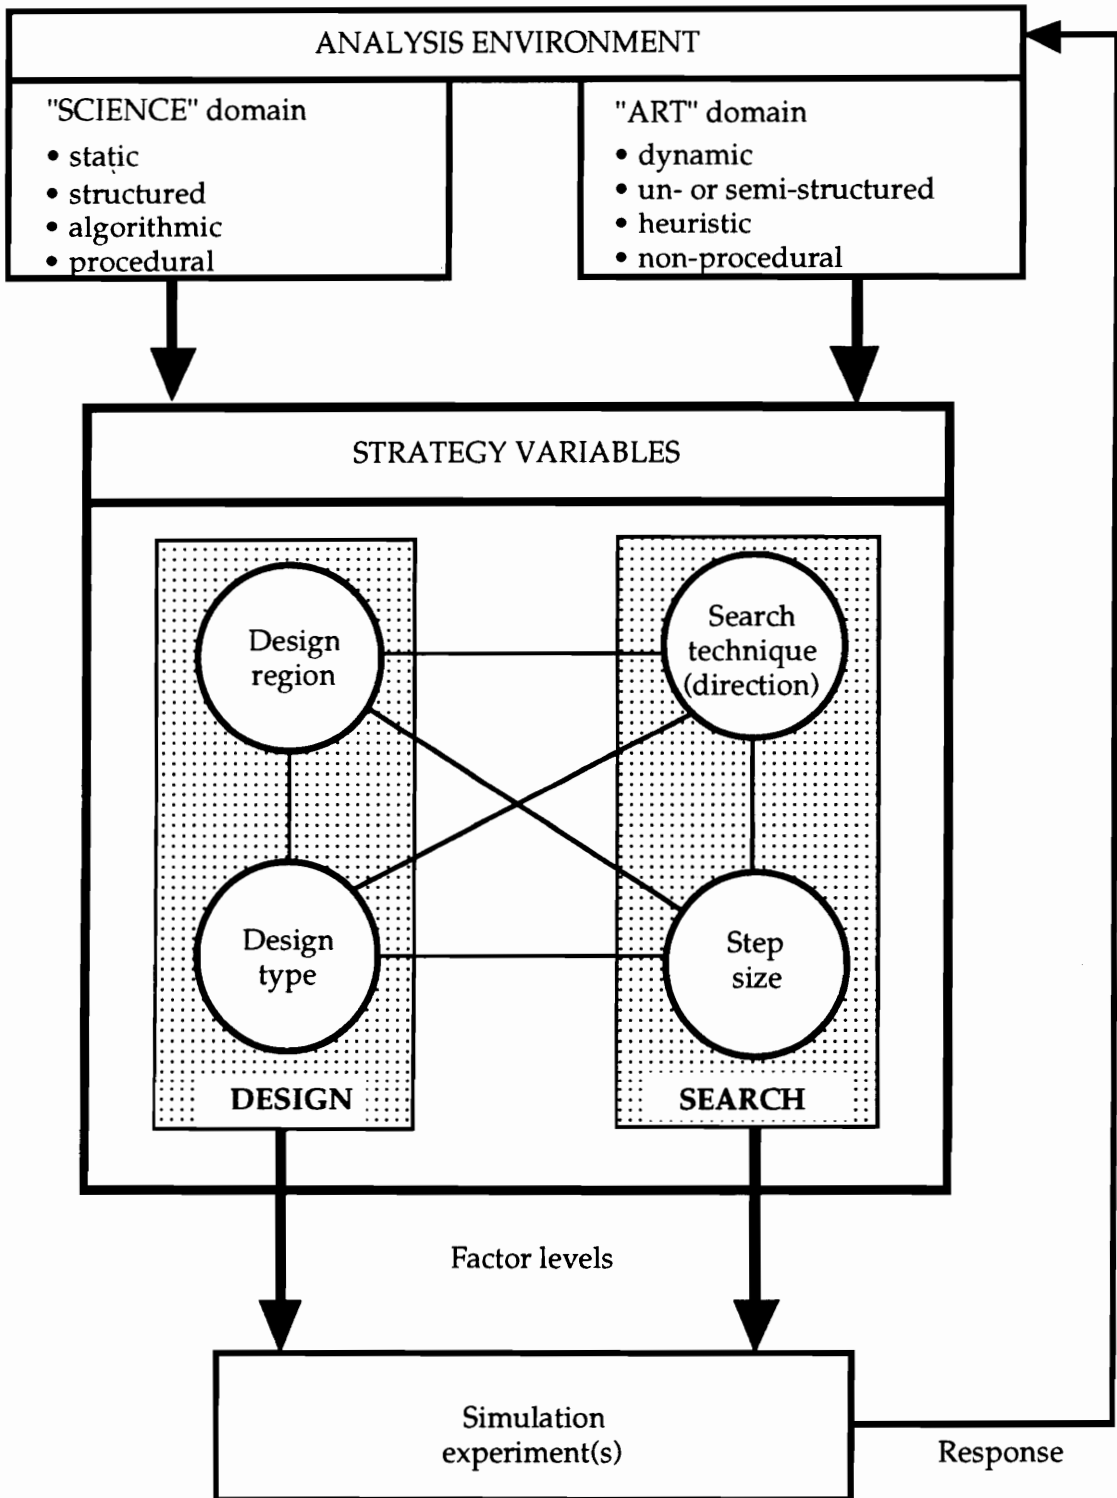 ANALYSIS ENVIRONMENT
"SCIENCE" domain
• static
• structured
• algorithmic
• procedural
"ART" domain
• dynamic
• un- or semi-structured
• heuristic
• non-procedural
STRATEGY VARIABLES
Design
region
Search
technique
(direction)
Design
type
Step
size
DESIGN
SEARCH
Factor levels
Simulation
experiment(s)
Response